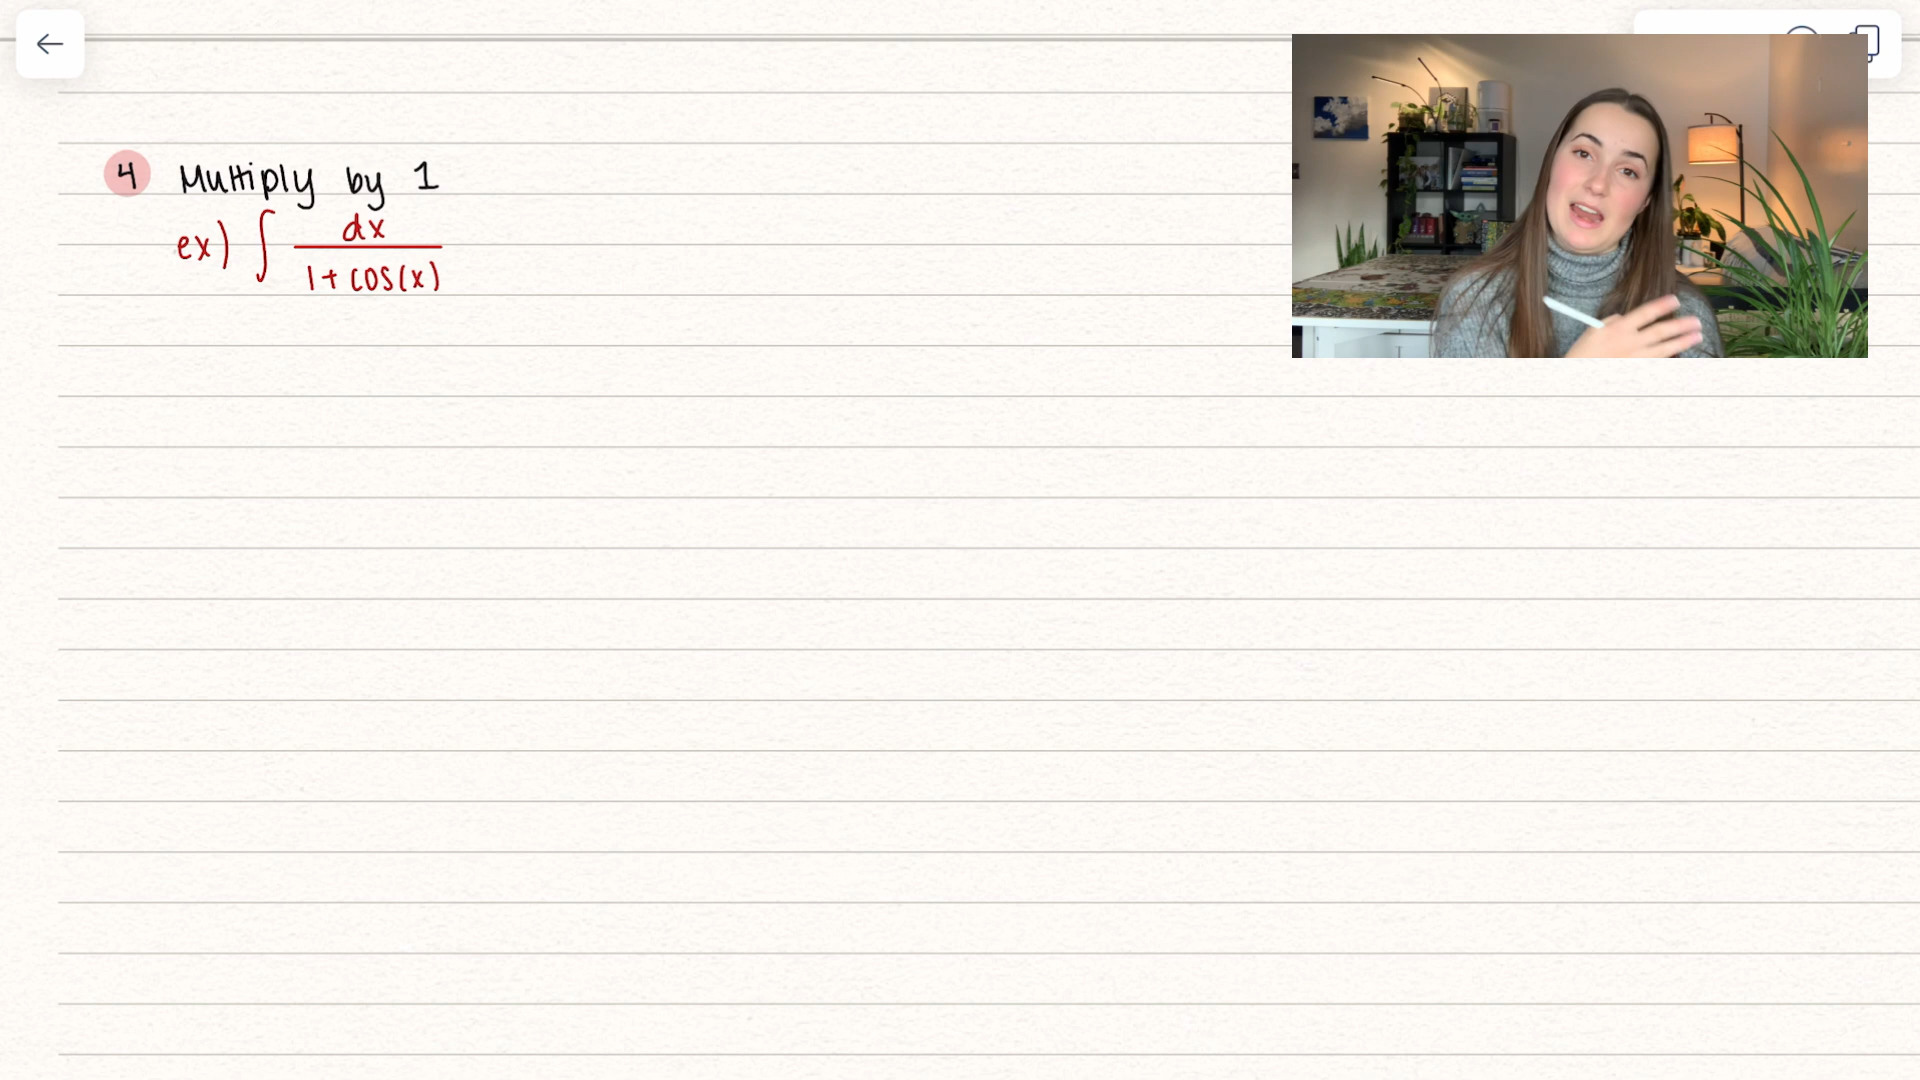 4 Multiply by 1
ex) ∫ dx
1 + cos(x)